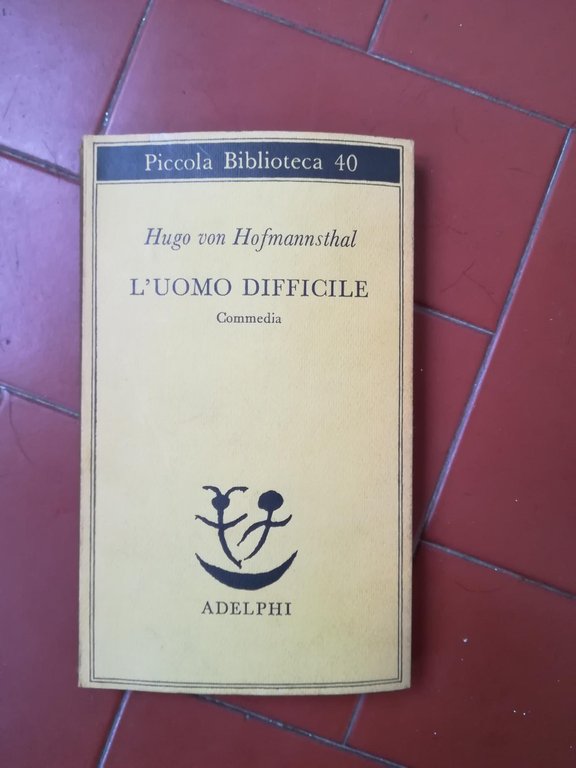 Piccola Biblioteca 40
Hugo von Hofmannsthal
L'UOMO DIFFICILE
Commedia
ADELPHI